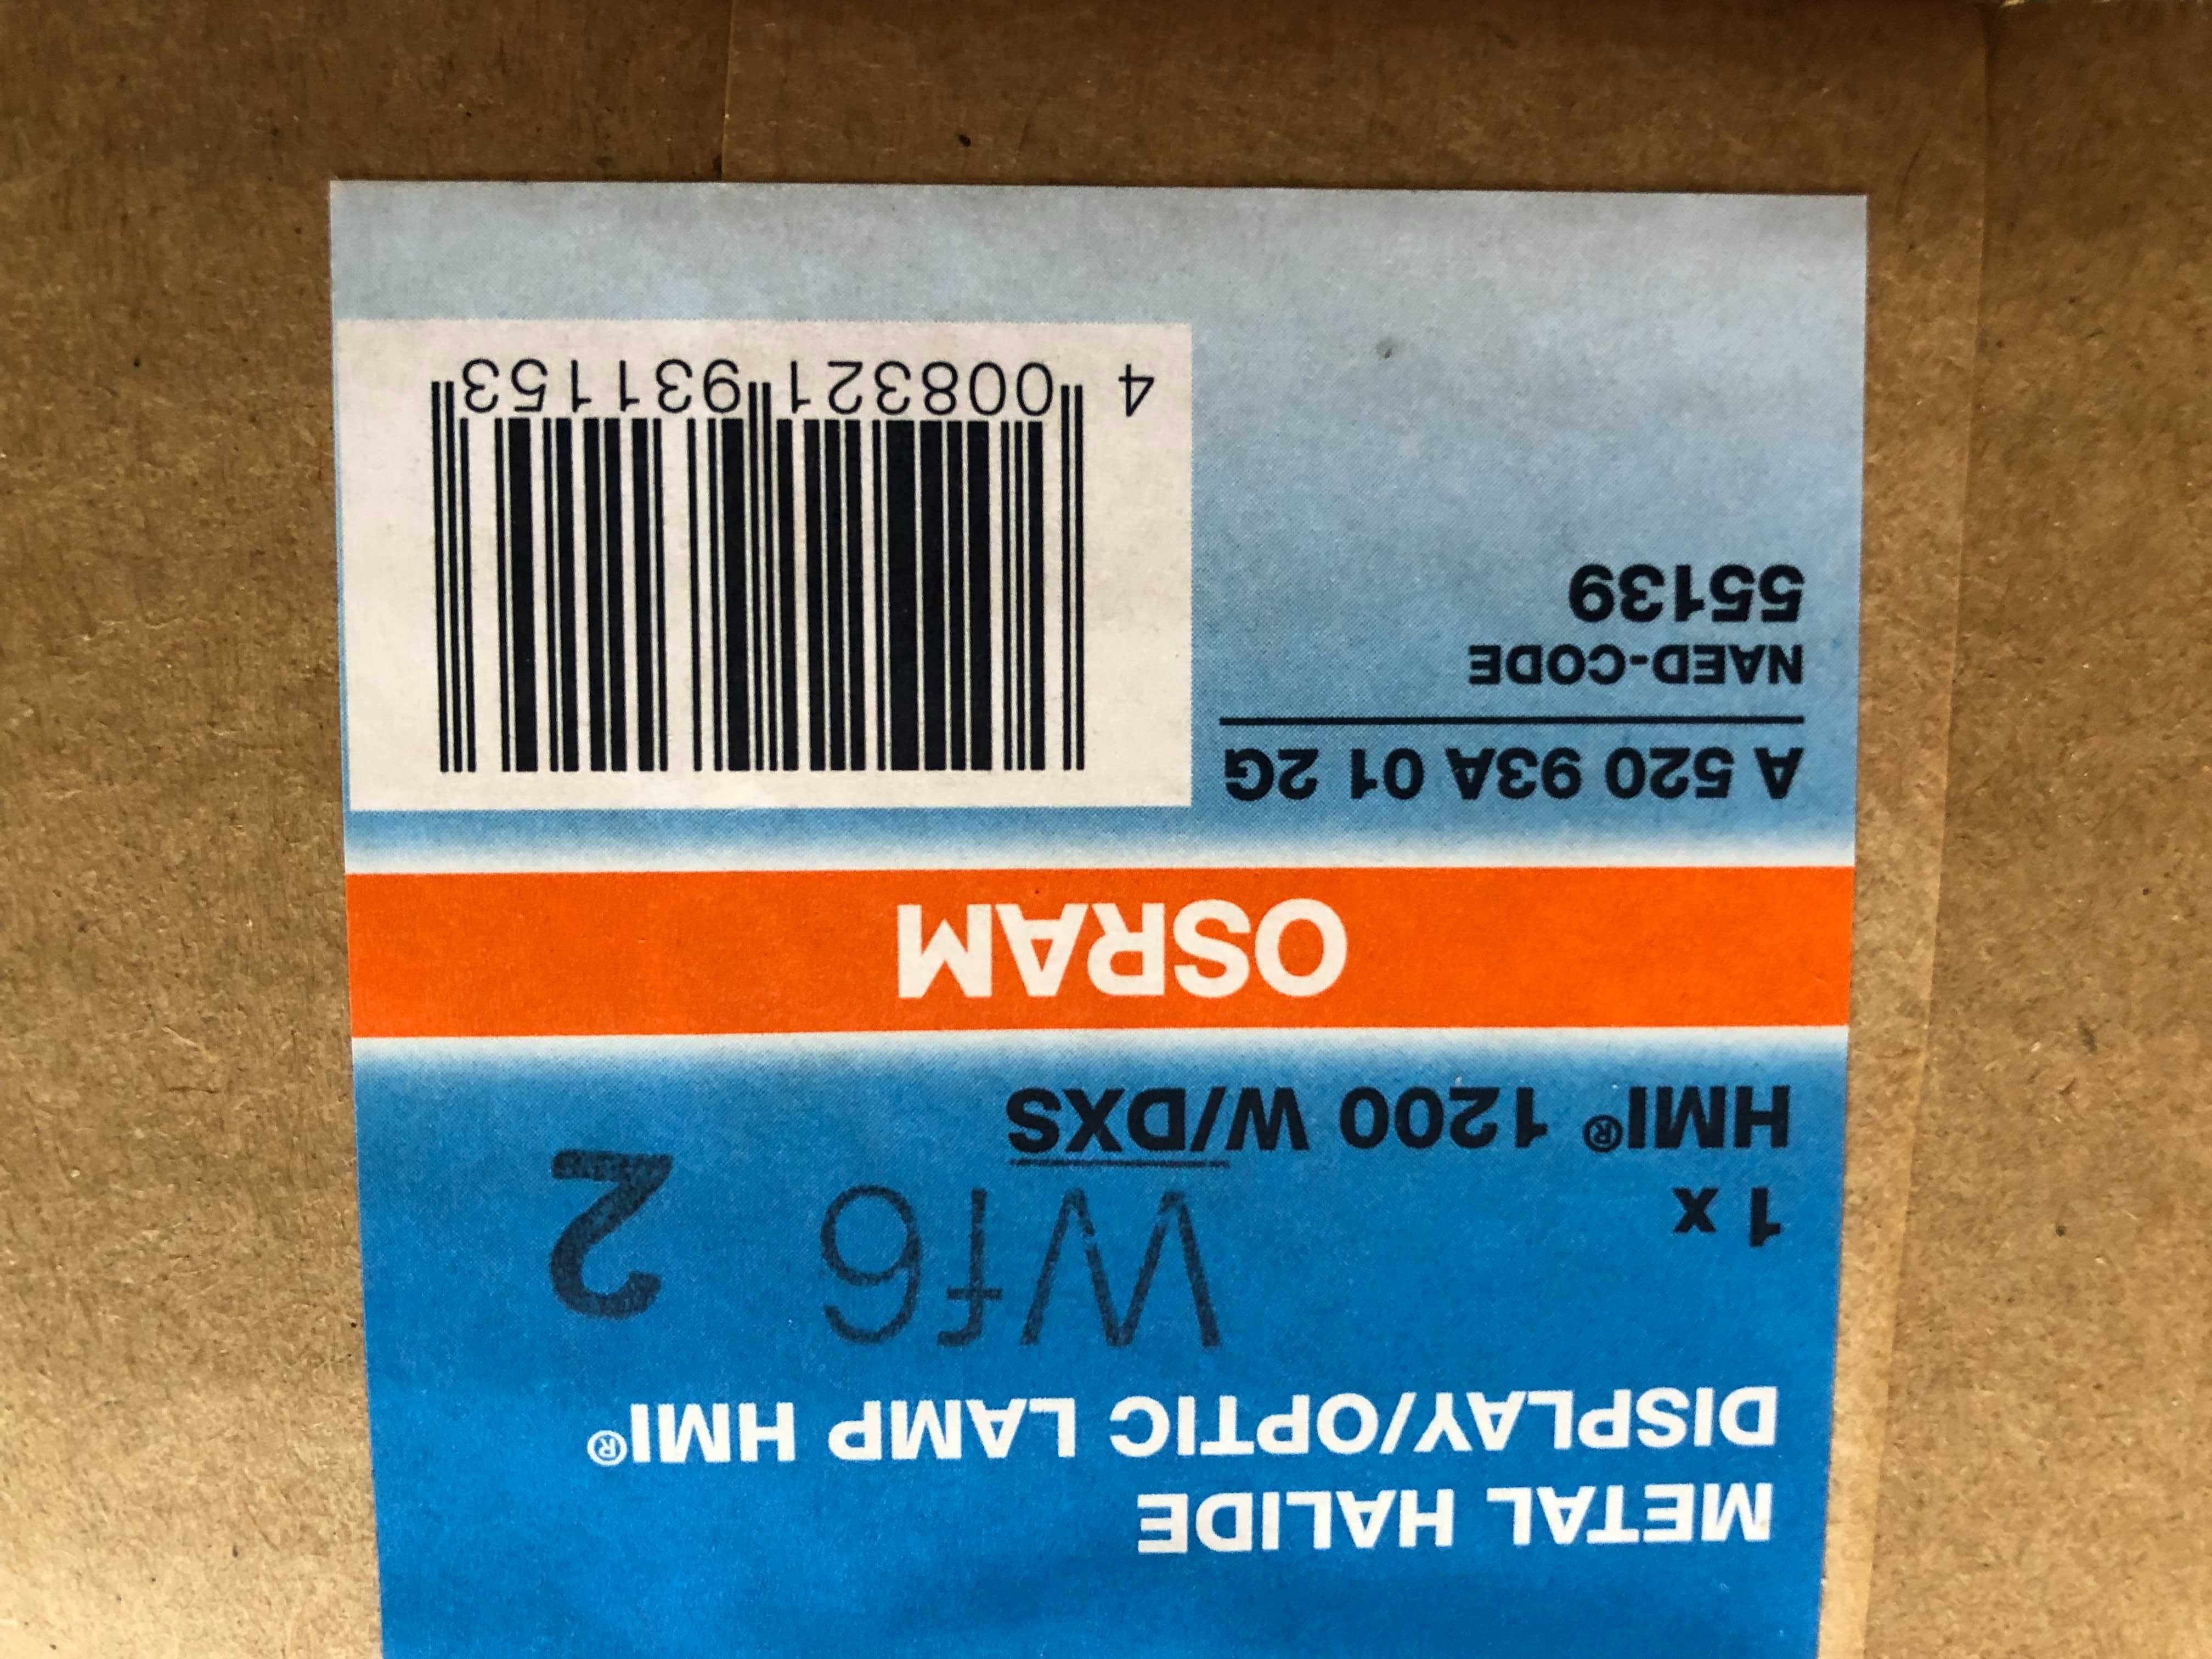 METAL HALIDE
DISPLAY/OPTIC LAMP HMI®
Wf6 2
1 x
HMI® 1200 W/DXS
OSRAM
A 520 93A 01 2G
NAED-CODE
55139
4 008321 931153